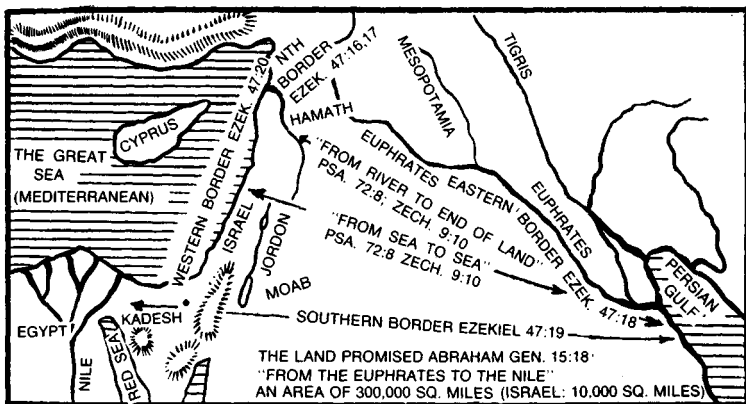 NTH
BORDER
EZEK. 47:16,17
WESTERN BORDER EZEK. 47:20
HAMATH
MESOPOTAMIA
TIGRIS
CYPRUS
THE GREAT
SEA
(MEDITERRANEAN)
EUPHRATES EASTERN BORDER EZEK. 47:18
EUPHRATES
"FROM RIVER TO END OF LAND"
PSA. 72:8; ZECH. 9:10
"FROM SEA TO SEA"
PSA. 72:8 ZECH. 9:10
ISRAEL
JORDON
MOAB
PERSIAN
GULF
EGYPT
NILE
RED SEA
KADESH
SOUTHERN BORDER EZEKIEL 47:19
THE LAND PROMISED ABRAHAM GEN. 15:18
"FROM THE EUPHRATES TO THE NILE"
AN AREA OF 300,000 SQ. MILES (ISRAEL: 10,000 SQ. MILES)